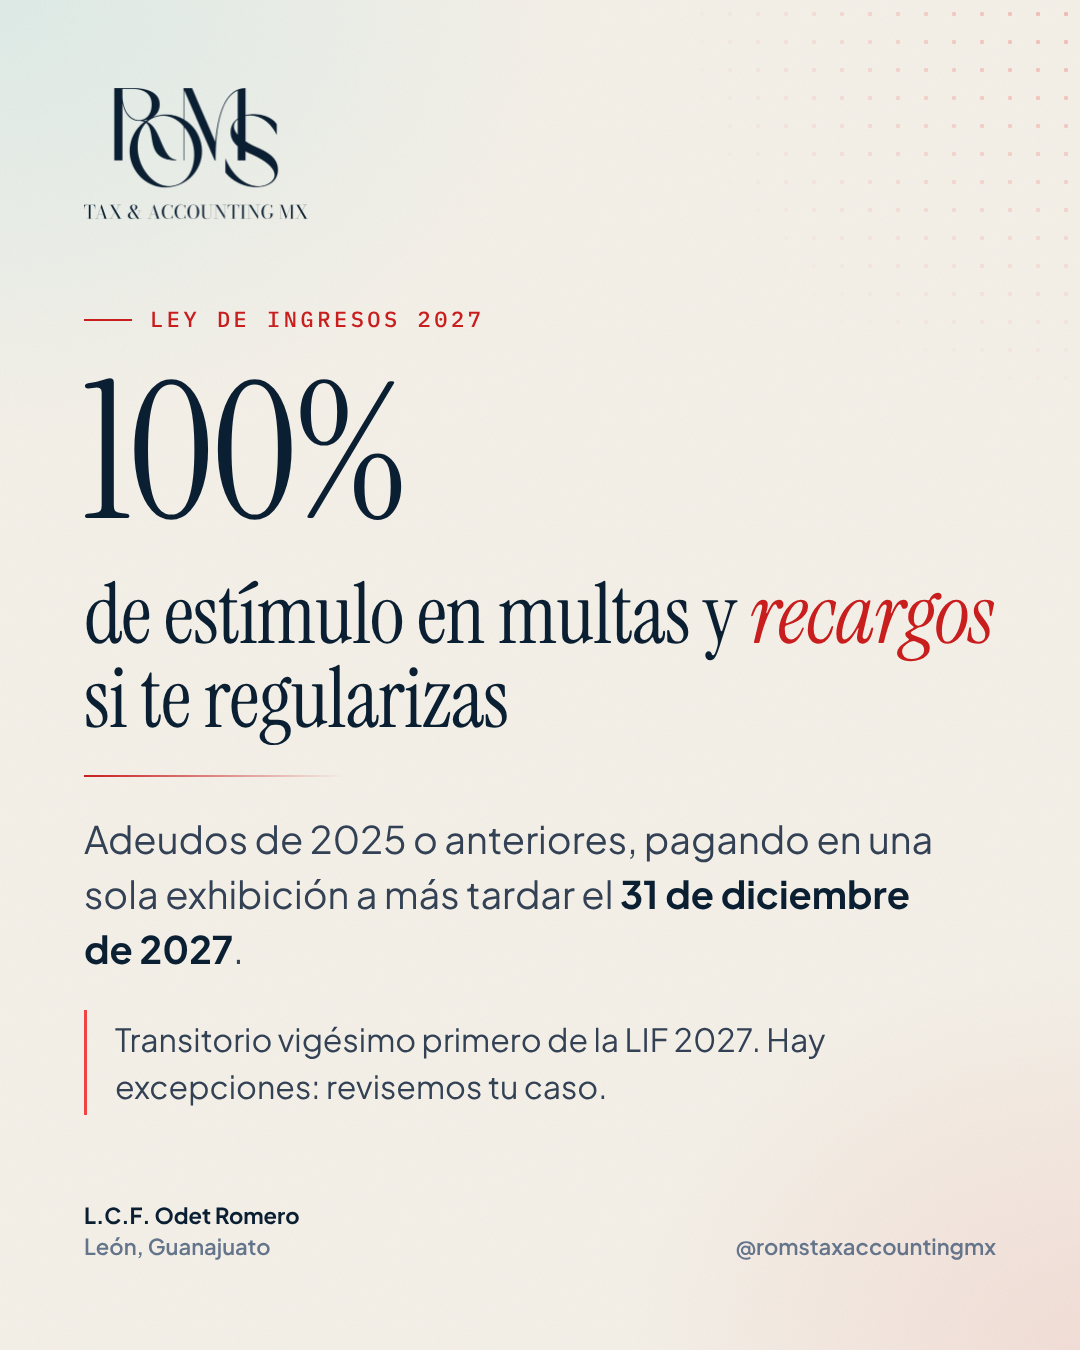 ROMS
TAX & ACCOUNTING MX
LEY DE INGRESOS 2027
100%
de estímulo en multas y recargos
si te regularizas
Adeudos de 2025 o anteriores, pagando en una
sola exhibición a más tardar el 31 de diciembre
de 2027.
Transitorio vigésimo primero de la LIF 2027. Hay
excepciones: revisemos tu caso.
L.C.F. Odet Romero
León, Guanajuato
@romstaxaccountingmx